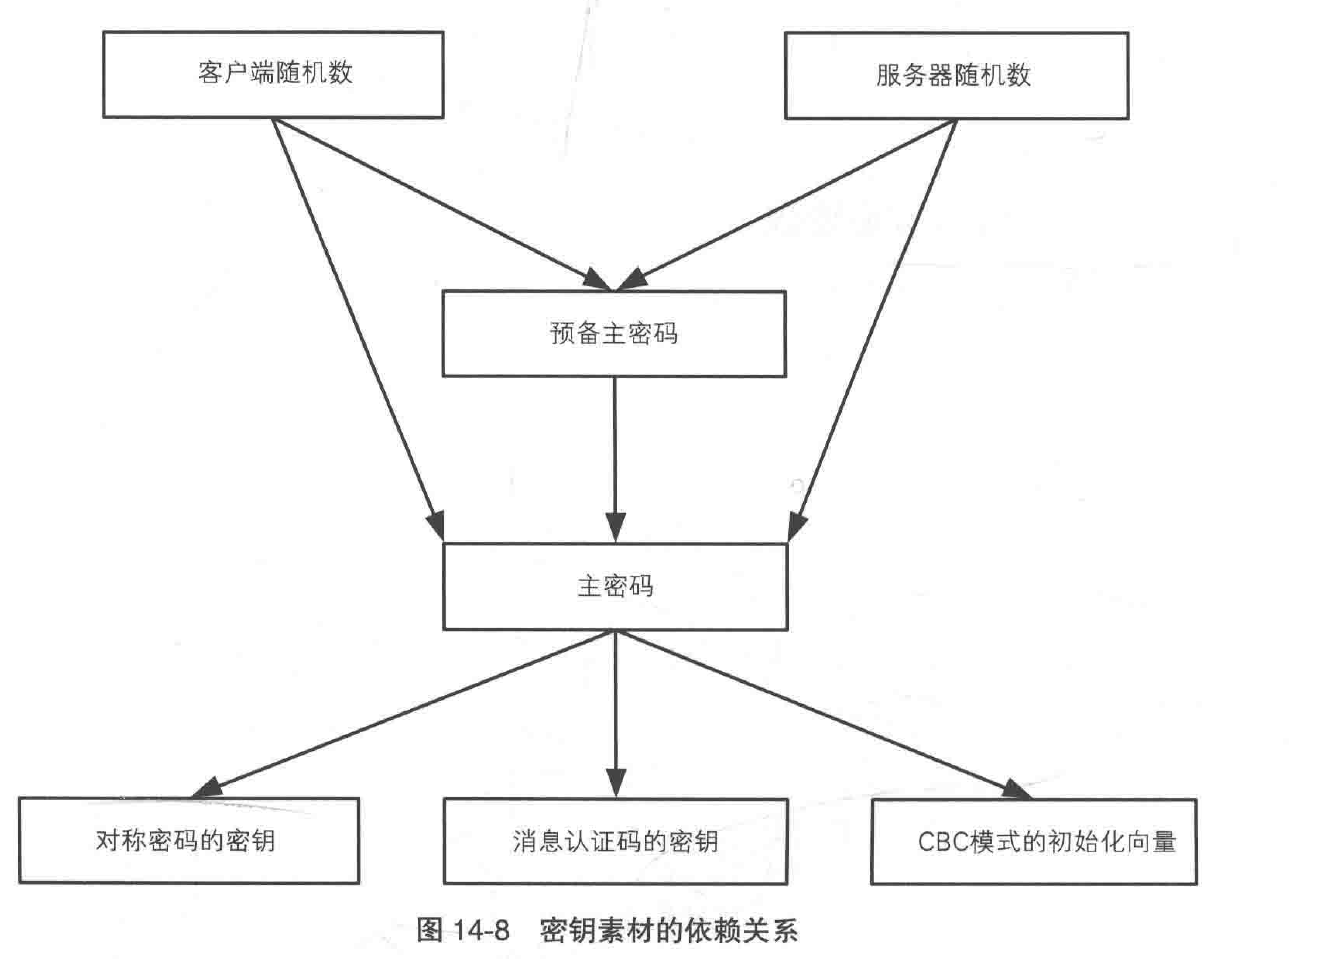 客户端随机数
服务器随机数
预备主密码
主密码
对称密码的密钥
消息认证码的密钥
CBC模式的初始化向量
图 14-8 密钥素材的依赖关系